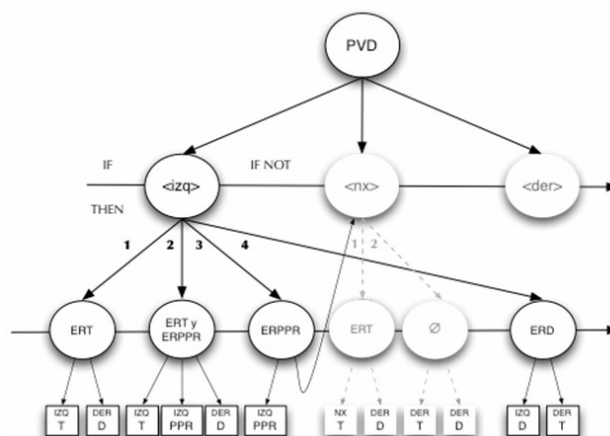 PVD
IF
<izq>
IF NOT
<nx>
<der>
THEN
1
2
3
4
1
2
ERT
ERT y
ERPPR
ERPPR
ERT
Ø
ERD
IZQ
T
DER
D
IZQ
T
IZQ
PPR
DER
D
IZQ
PPR
NX
T
DER
D
DER
T
DER
D
IZQ
D
DER
T